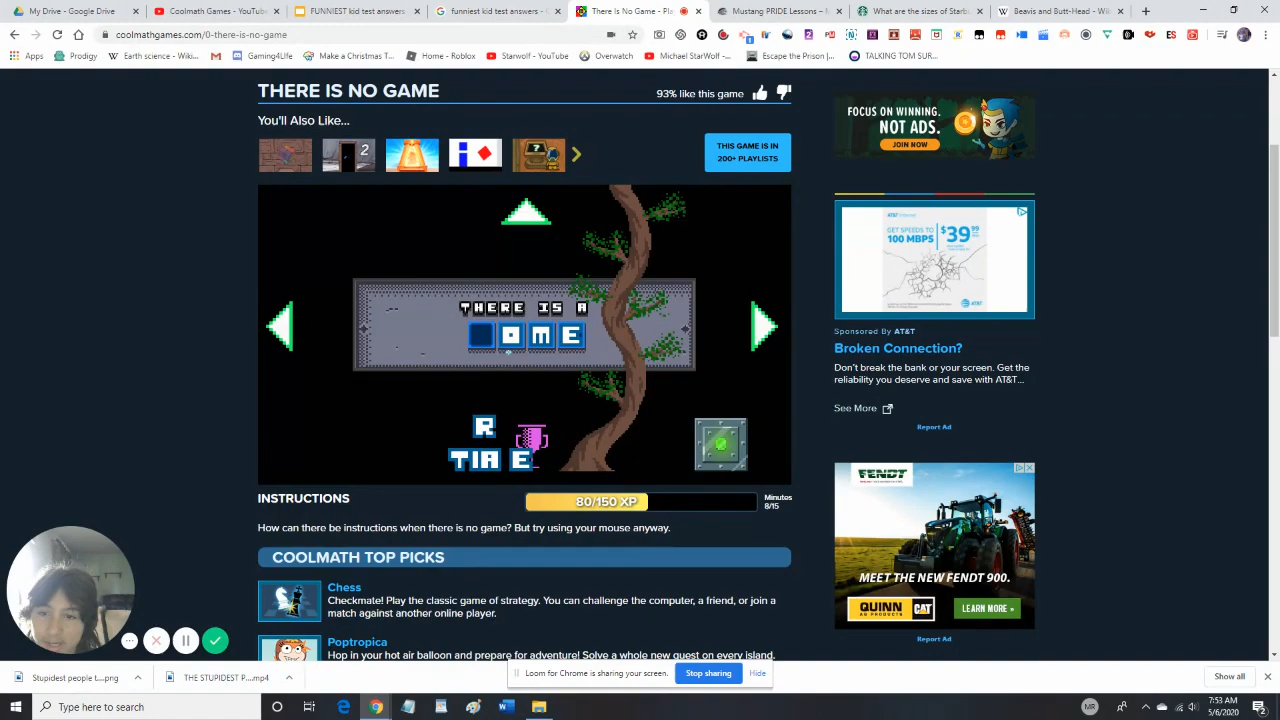 My Drive - Google Drive
Coolmath Games - YouTube
FUNNIEST kid test answers
funniest kid test answers -
There Is No Game - Pla
Mustang PRIDE Lessons –
What are the sizes of Starb
Beavis and Butt-Head - Wi
coolmathgames.com/0-there-is-no-game
Apps
Prodigy
Earth science - Wiki...
Gaming4Life
Make a Christmas T...
Home - Roblox
Starwolf - YouTube
Overwatch
Michael StarWolf -...
Escape the Prison |...
TALKING TOM SUR...
THERE IS NO GAME
93% like this game
You'll Also Like...
THIS GAME IS IN
200+ PLAYLISTS
2
i
?
FOCUS ON WINNING.
NOT ADS.
JOIN NOW
THERE IS A
OME
R
TIA E
AT&T Internet
GET SPEEDS TO
100 MBPS
$39 99
AT&T
Sponsored By AT&T
Broken Connection?
Don't break the bank or your screen. Get the
reliability you deserve and save with AT&T...
See More
Report Ad
INSTRUCTIONS
80/150 XP
Minutes
8/15
How can there be instructions when there is no game? But try using your mouse anyway.
COOLMATH TOP PICKS
Chess
Checkmate! Play the classic game of strategy. You can challenge the computer, a friend, or join a
match against another online player.
Poptropica
Hop in your hot air balloon and prepare for adventure! Solve a whole new quest on every island.
FENDT
MEET THE NEW FENDT 900.
QUINN
CAT
LEARN MORE »
Report Ad
Loom for Chrome is sharing your screen.
Stop sharing
Hide
Stupidest people t....png
THE STUPIDEST P....mp4
Show all
Type here to search
MR
7:53 AM
5/6/2020